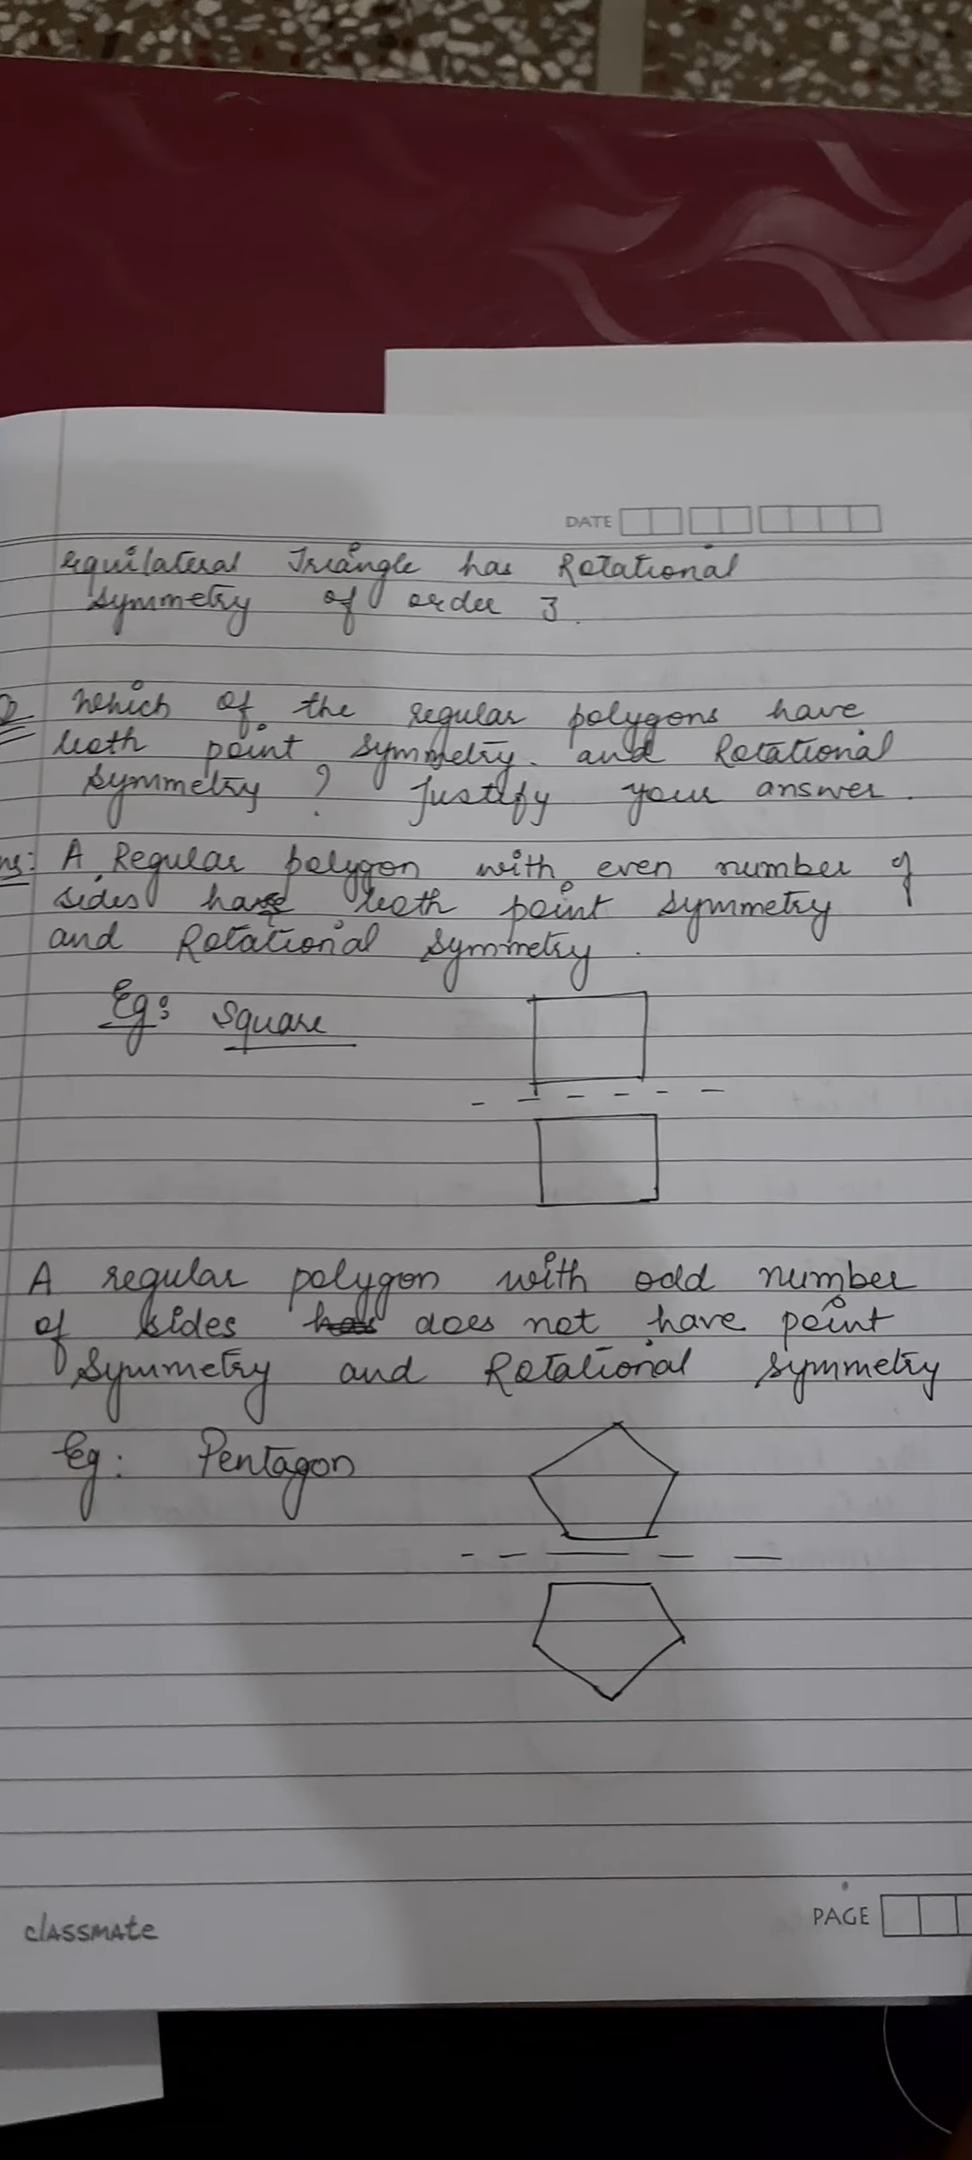 DATE
equilateral Triangle has Rotational
symmetry of order 3.
Which of the regular polygons have
both point symmetry and Rotational
symmetry ? Justify your answer.
A Regular polygon with even number of
sides have both point symmetry
and Rotational symmetry.
Eg: Square
A regular polygon with odd number
of sides does not have point
symmetry and Rotational symmetry
Eg: Pentagon
classmate
PAGE